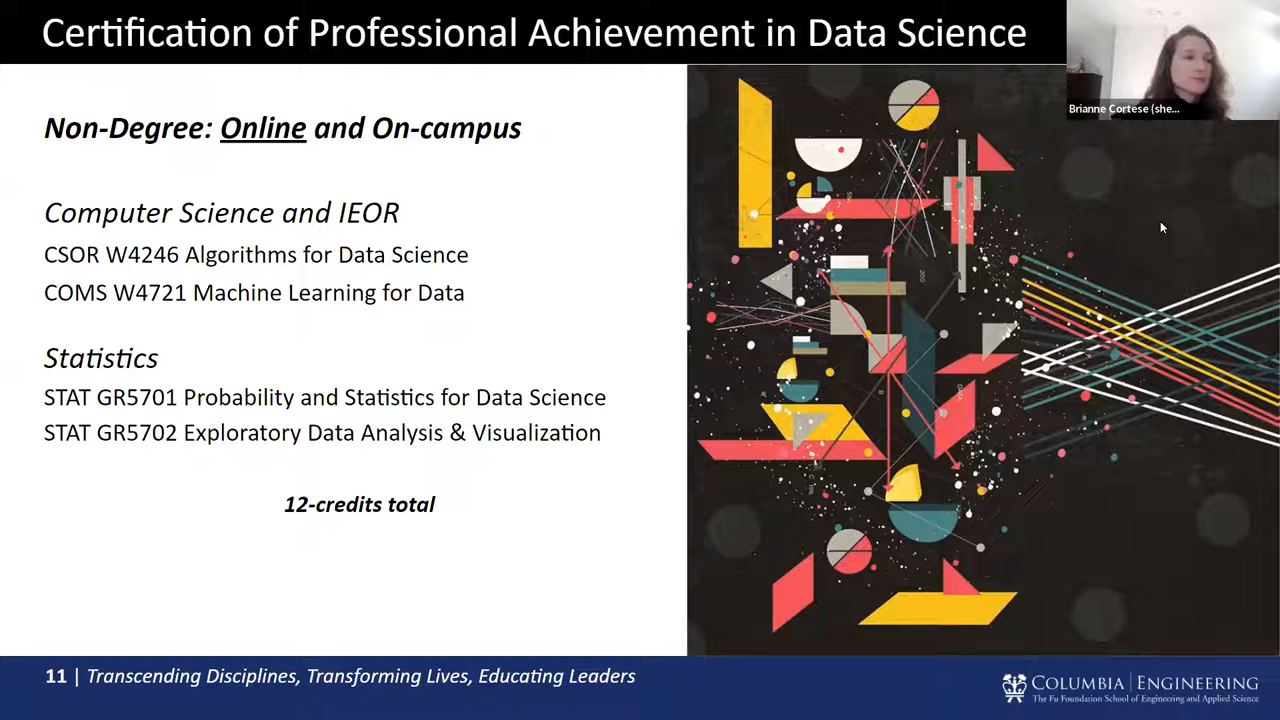 Certification of Professional Achievement in Data Science
Brianne Cortese (she...
Non-Degree: Online and On-campus
Computer Science and IEOR
CSOR W4246 Algorithms for Data Science
COMS W4721 Machine Learning for Data
Statistics
STAT GR5701 Probability and Statistics for Data Science
STAT GR5702 Exploratory Data Analysis & Visualization
12-credits total
11 | Transcending Disciplines, Transforming Lives, Educating Leaders
COLUMBIA | ENGINEERING
The Fu Foundation School of Engineering and Applied Science